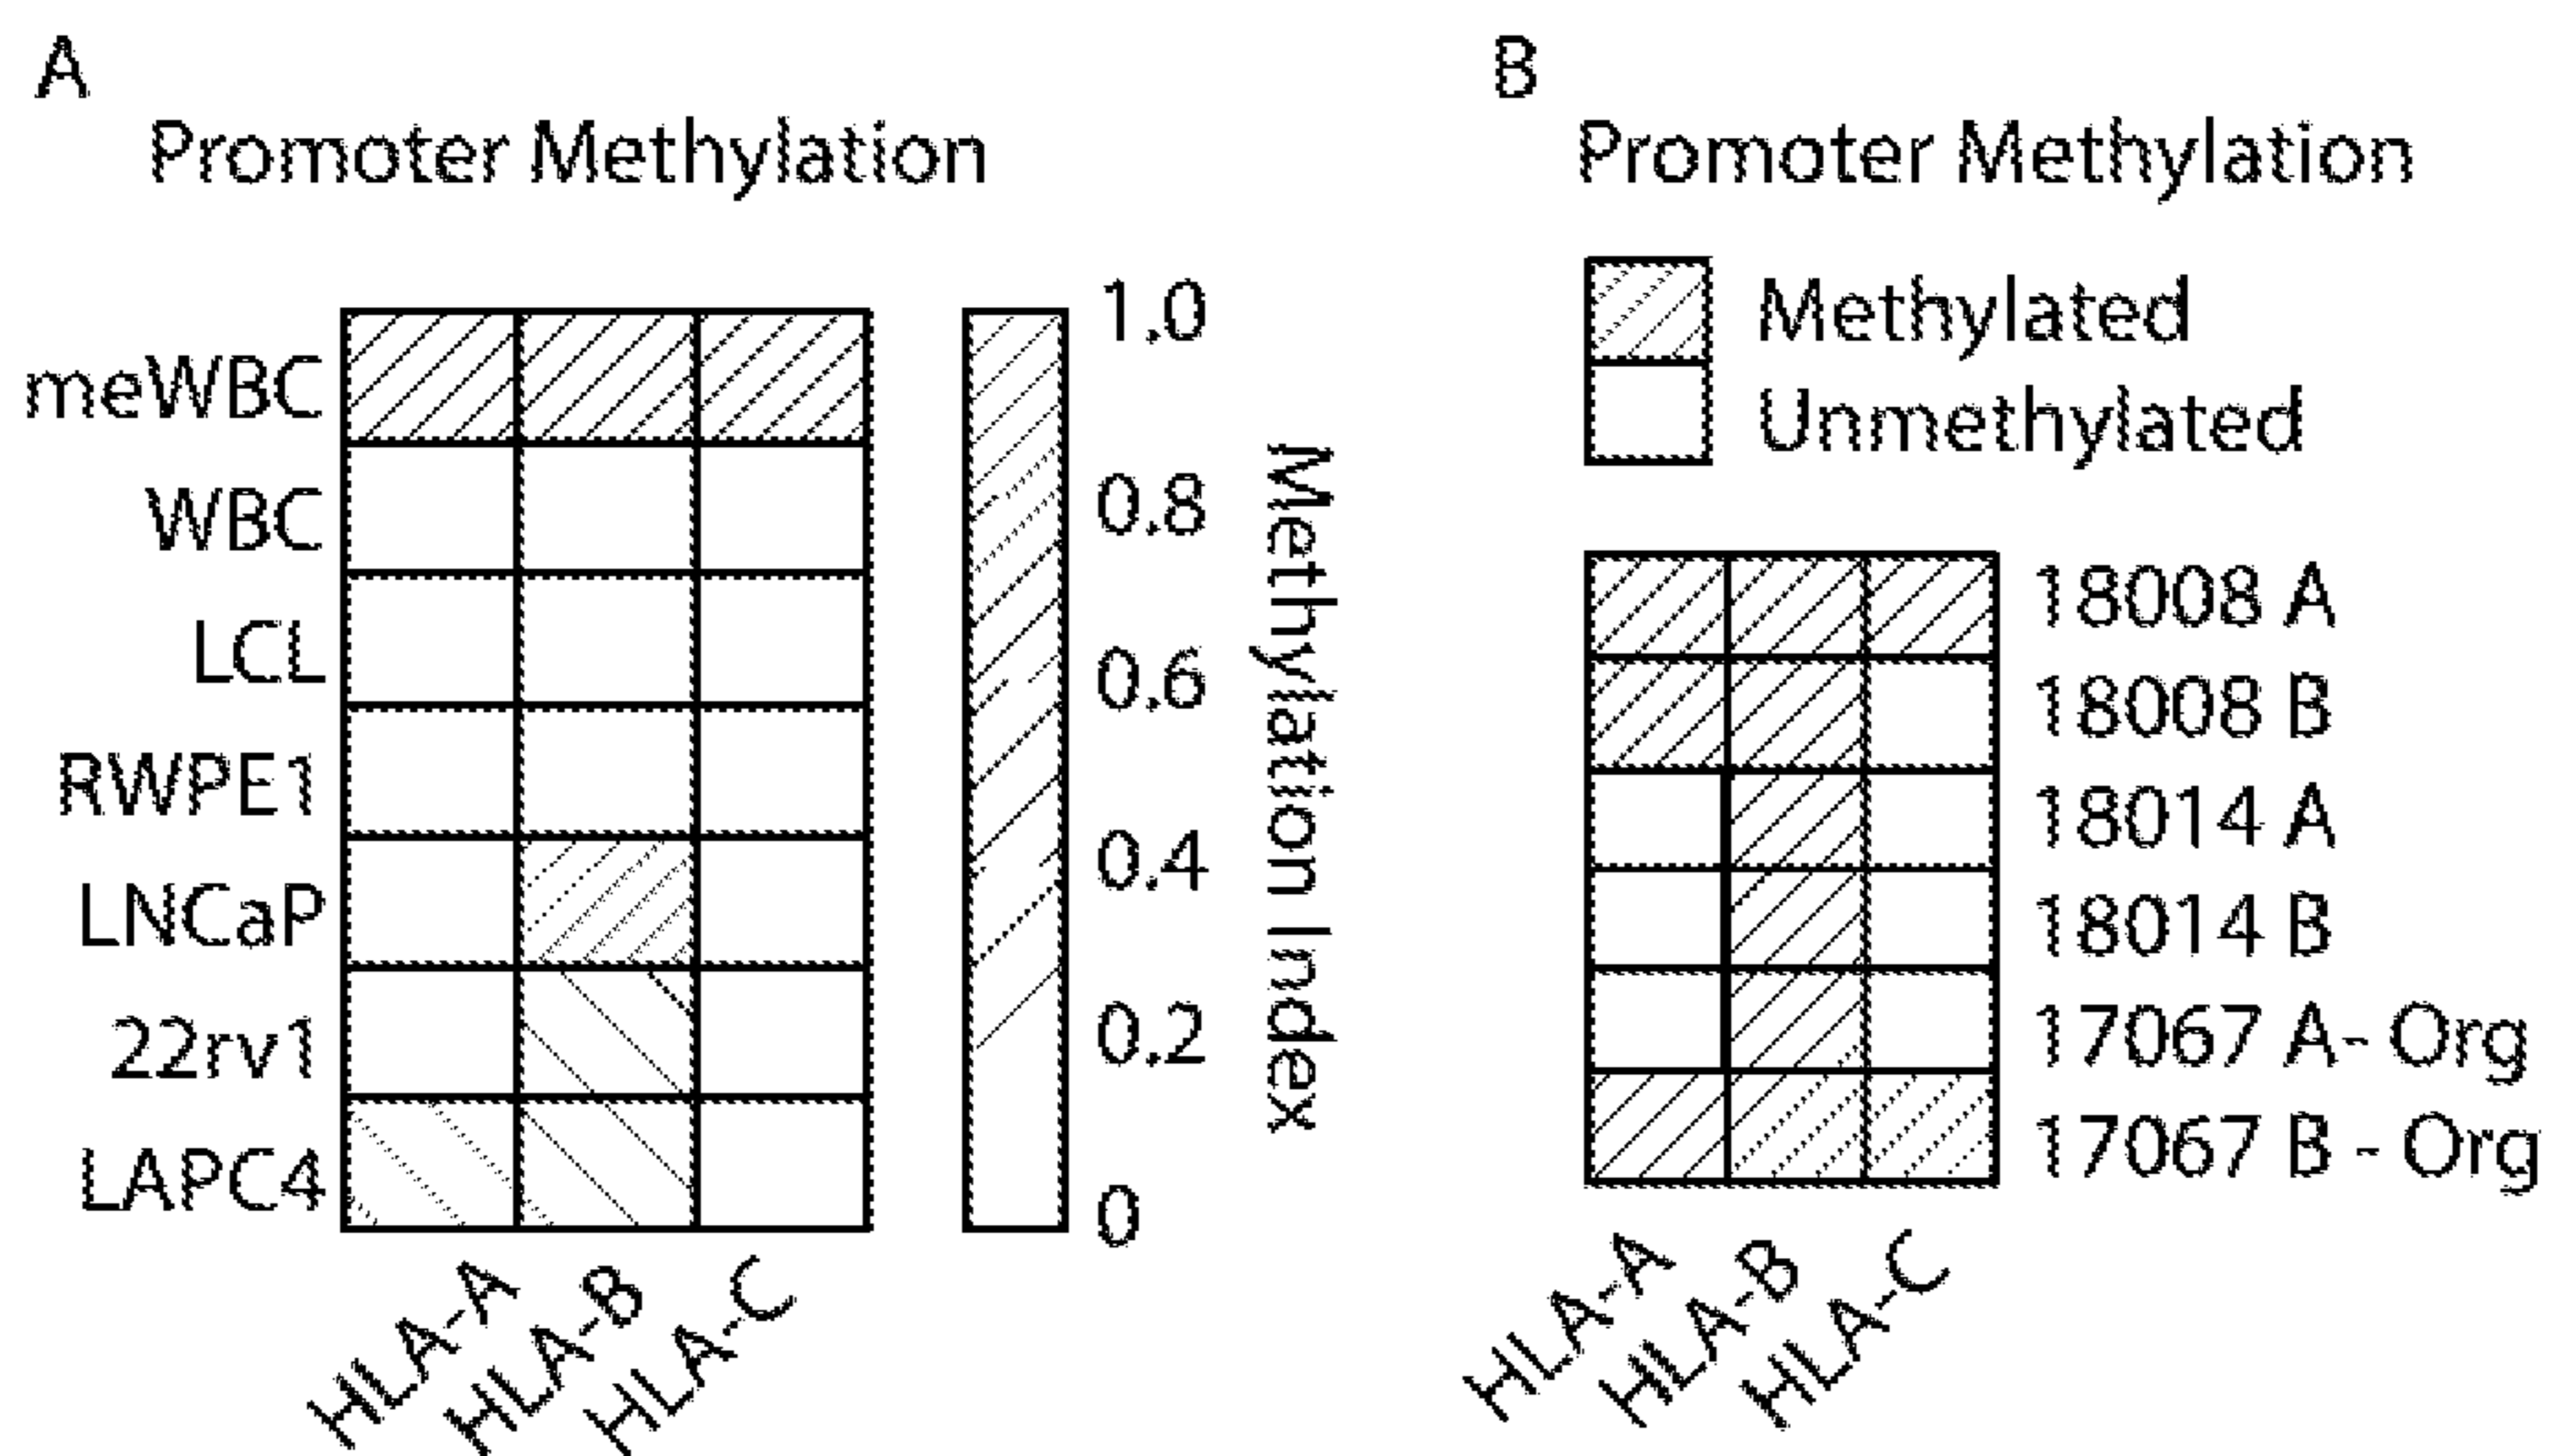 A
Promoter Methylation
meWBC
WBC
LCL
RWPE1
LNCaP
22rv1
LAPC4
HLA-A
HLA-B
HLA-C
1.0
0.8
0.6
0.4
0.2
0
Methylation Index
B
Promoter Methylation
Methylated
Unmethylated
18008 A
18008 B
18014 A
18014 B
17067 A- Org
17067 B - Org
HLA-A
HLA-B
HLA-C